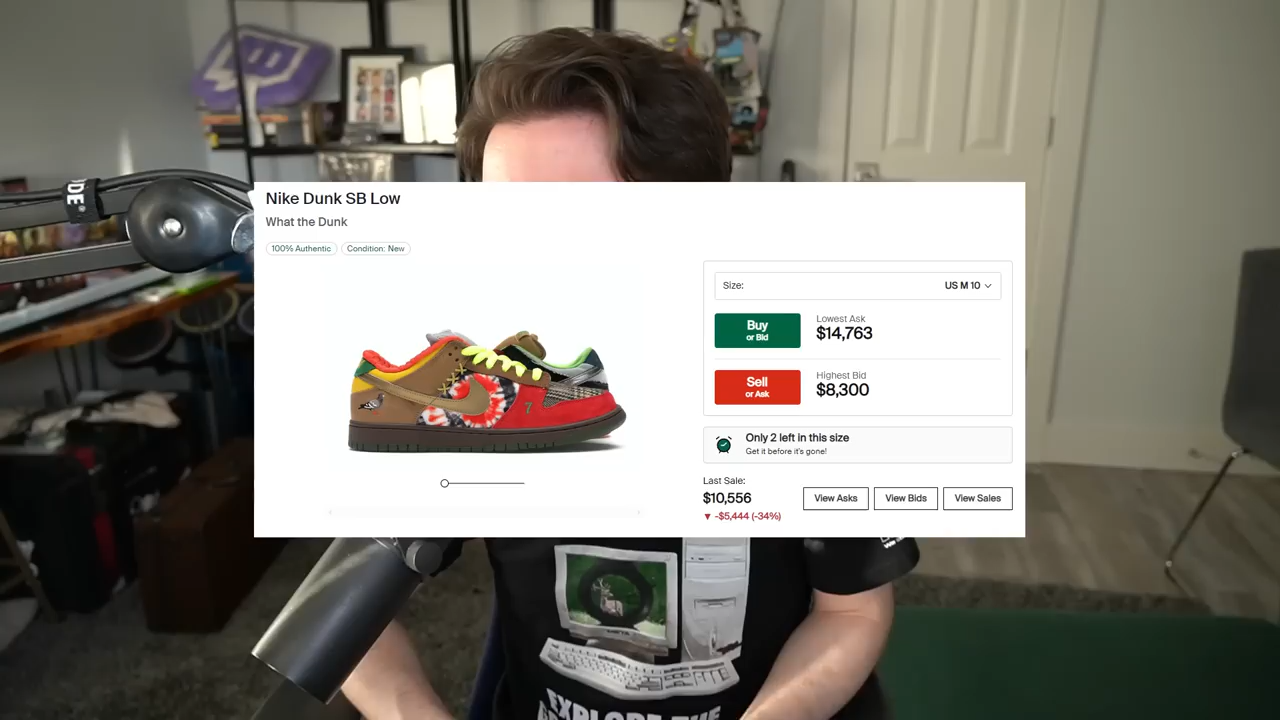 DE
Nike Dunk SB Low
What the Dunk
100% Authentic
Condition: New
Size:
US M 10
Buy
or Bid
Lowest Ask
$14,763
Sell
or Ask
Highest Bid
$8,300
Only 2 left in this size
Get it before it's gone!
Last Sale:
$10,556
▼ -$5,444 (-34%)
View Asks
View Bids
View Sales
7
EXPLORE THE